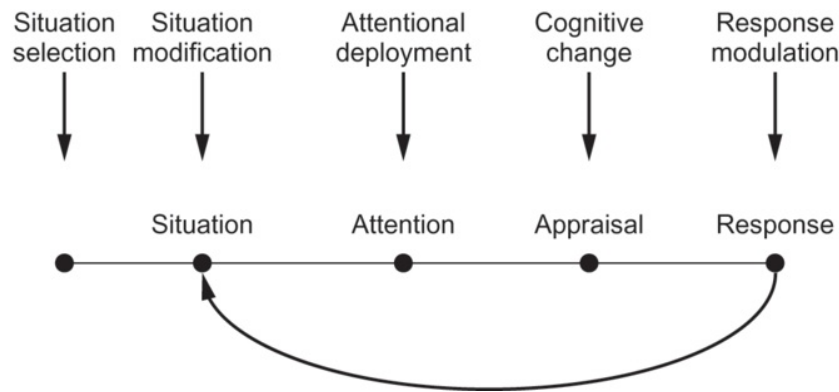 Situation
selection
Situation
modification
Attentional
deployment
Cognitive
change
Response
modulation
Situation
Attention
Appraisal
Response